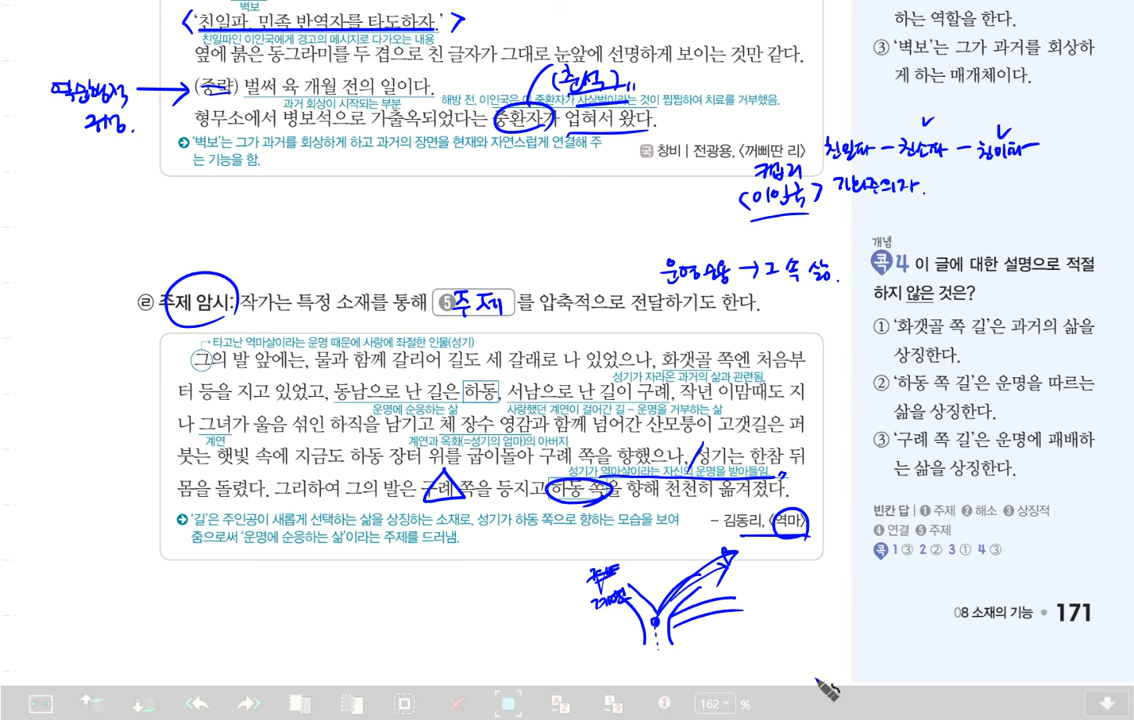 벽보
‘친일파, 민족 반역자를 타도하자.’
친일파인 이인국에게 경고의 메시지로 다가오는 내용
옆에 붉은 동그라미를 두 겹으로 친 글자가 그대로 눈앞에 선명하게 보이는 것만 같다.
(춘석)
(중략) 벌써 육 개월 전의 일이다.
역순행적
구성.
과거 회상이 시작되는 부분
해방 전, 이인국은 이 중환자가 사상범이라는 것이 찝찝하여 치료를 거부했음.
형무소에서 병보석으로 가출옥되었다는 중환자가 업혀서 왔다.
➲ ‘벽보’는 그가 과거를 회상하게 하고 과거의 장면을 현재와 자연스럽게 연결해 주
는 기능을 함.
국 창비 | 전광용, 〈꺼삐딴 리〉
친일파 – 친소파 – 친미파
〈이인국〉 기회주의자.
운명 순응 → 그 속 삶.
㉣ 주제 암시: 작가는 특정 소재를 통해 ❺ 주제 를 압축적으로 전달하기도 한다.
타고난 역마살이라는 운명 때문에 사랑에 좌절한 인물(성기)
그의 발 앞에는, 물과 함께 갈리어 길도 세 갈래로 나 있었으나, 화갯골 쪽엔 처음부
성기가 자라온 과거의 삶과 관련됨.
터 등을 지고 있었고, 동남으로 난 길은 하동, 서남으로 난 길이 구례, 작년 이맘때도 지
운명에 순응하는 삶
사랑했던 계연이 걸어간 길 – 운명을 거부하는 삶
나 그녀가 울음 섞인 하직을 남기고 체 장수 영감과 함께 넘어간 산모퉁이 고갯길은 퍼
계연
계연과 옥화(=성기의 엄마)의 아버지
붓는 햇빛 속에 지금도 하동 장터 위를 굽이돌아 구례 쪽을 향했으나, 성기는 한참 뒤
성기가 역마살이라는 자신의 운명을 받아들임.
몸을 돌렸다. 그리하여 그의 발은 구례 쪽을 등지고 하동 쪽을 향해 천천히 옮겨졌다.
➲ ‘길’은 주인공이 새롭게 선택하는 삶을 상징하는 소재로, 성기가 하동 쪽으로 향하는 모습을 보여
줌으로써 ‘운명에 순응하는 삶’이라는 주제를 드러냄.
– 김동리, 〈역마〉
하는 역할을 한다.
③ ‘벽보’는 그가 과거를 회상하
게 하는 매개체이다.
개념
콕 4 이 글에 대한 설명으로 적절
하지 않은 것은?
① ‘화갯골 쪽 길’은 과거의 삶을
상징한다.
② ‘하동 쪽 길’은 운명을 따르는
삶을 상징한다.
③ ‘구례 쪽 길’은 운명에 패배하
는 삶을 상징한다.
빈칸 답 | ❶ 주제 ❷ 해소 ❸ 상징적
❹ 연결 ❺ 주제
콕 1 ③ 2 ② 3 ① 4 ③
08 소재의 기능 • 171
162 %